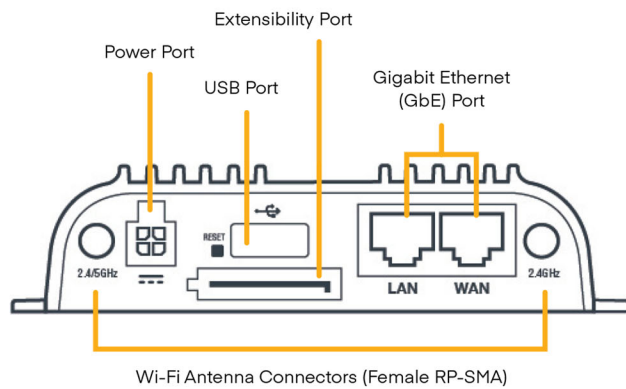 Extensibility Port
Power Port
USB Port
Gigabit Ethernet
(GbE) Port
RESET
2.4/5GHz
LAN
WAN
2.4GHz
Wi-Fi Antenna Connectors (Female RP-SMA)